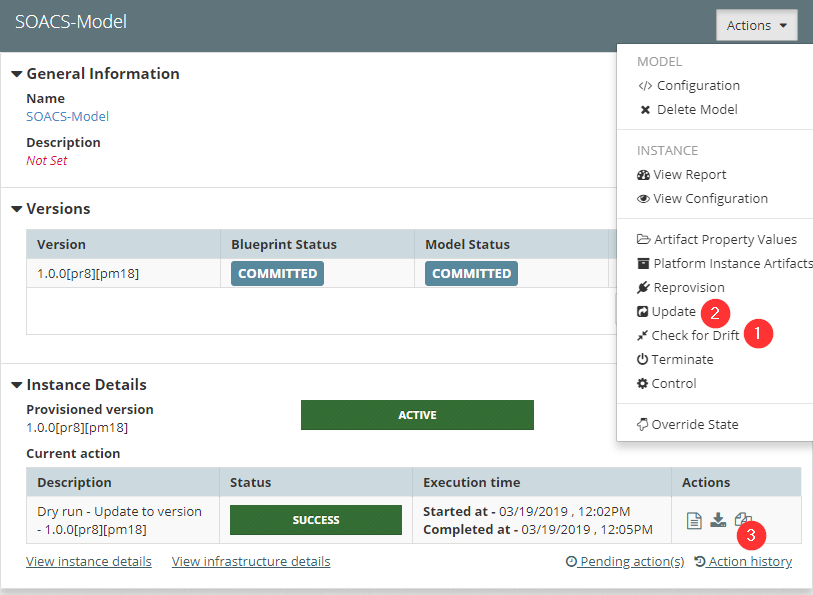 SOACS-Model
Actions
General Information
Name
SOACS-Model
Description
Not Set
Versions
Version Blueprint Status Model Status
1.0.0[pr8][pm18] COMMITTED COMMITTED
Instance Details
Provisioned version
1.0.0[pr8][pm18]
ACTIVE
Current action
Description Status Execution time Actions
Dry run - Update to version
- 1.0.0[pr8][pm18]
SUCCESS
Started at - 03/19/2019 , 12:02PM
Completed at - 03/19/2019 , 12:05PM
3
View instance details View infrastructure details Pending action(s) Action history
MODEL
</> Configuration
Delete Model
INSTANCE
View Report
View Configuration
Artifact Property Values
Platform Instance Artifacts
Reprovision
Update 2
Check for Drift 1
Terminate
Control
Override State